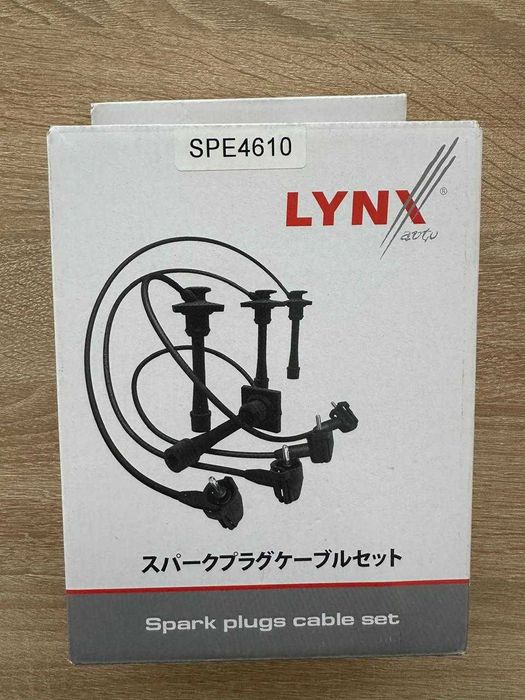 SPE4610
LYNX
®
auto
スパークプラグケーブルセット
Spark plugs cable set